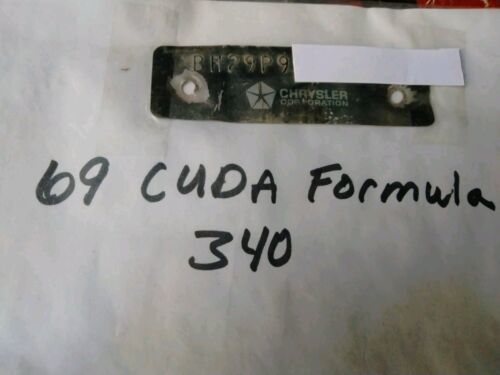 BH29P9
CHRYSLER
CORPORATION
69 CUDA Formula
340